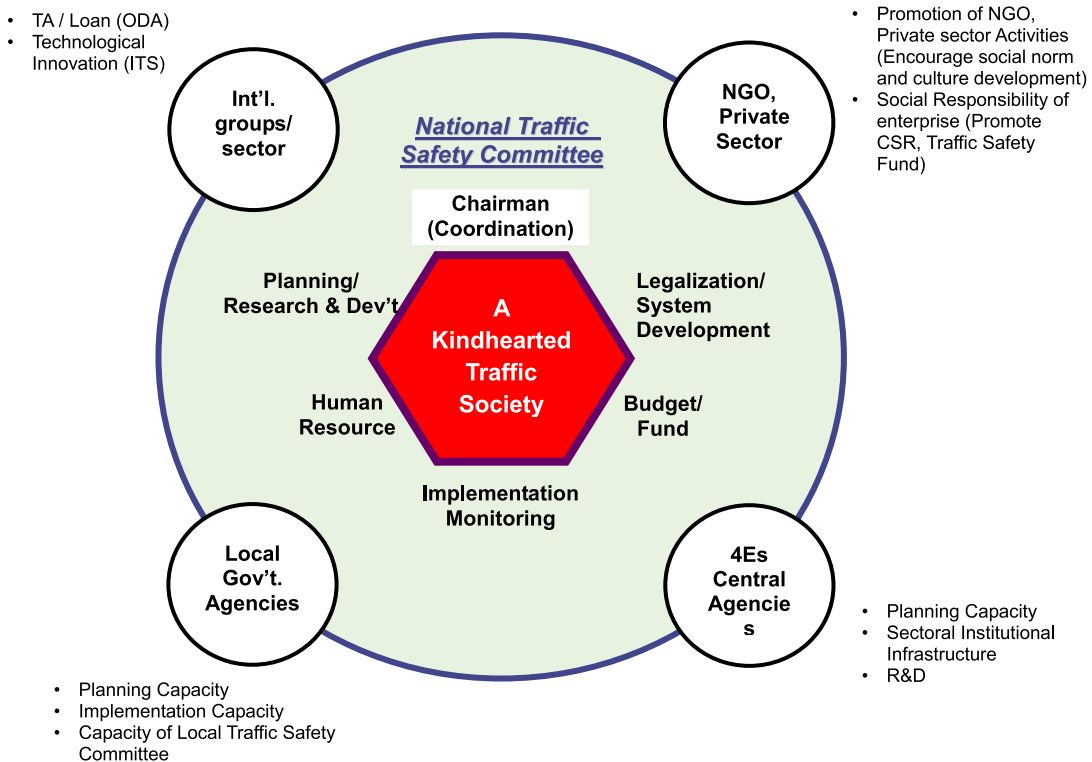 • TA / Loan (ODA)
• Technological
Innovation (ITS)
Int'l.
groups/
sector
• Promotion of NGO,
Private sector Activities
(Encourage social norm
and culture development)
• Social Responsibility of
enterprise (Promote
CSR, Traffic Safety
Fund)
NGO,
Private
Sector
National Traffic
Safety Committee
Chairman
(Coordination)
Planning/
Research & Dev't
Legalization/
System
Development
A
Kindhearted
Traffic
Society
Human
Resource
Budget/
Fund
Implementation
Monitoring
Local
Gov't.
Agencies
4Es
Central
Agencie
s
• Planning Capacity
• Sectoral Institutional
Infrastructure
• R&D
• Planning Capacity
• Implementation Capacity
• Capacity of Local Traffic Safety
Committee